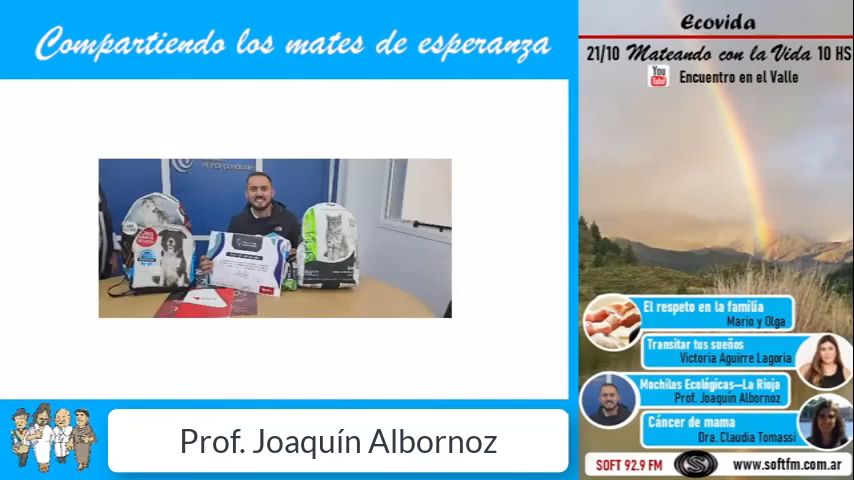 Compartiendo los mates de esperanza
Prof. Joaquín Albornoz
Ecovida
21/10 Mateando con la Vida 10 HS
You Tube Encuentro en el Valle
El respeto en la familia
Mario y Olga
Transitar tus sueños
Victoria Aguirre Lagoria
Mochilas Ecológicas—La Rioja
Prof. Joaquín Albornoz
Cáncer de mama
Dra. Claudia Tomassi
SOFT 92.9 FM www.softfm.com.ar